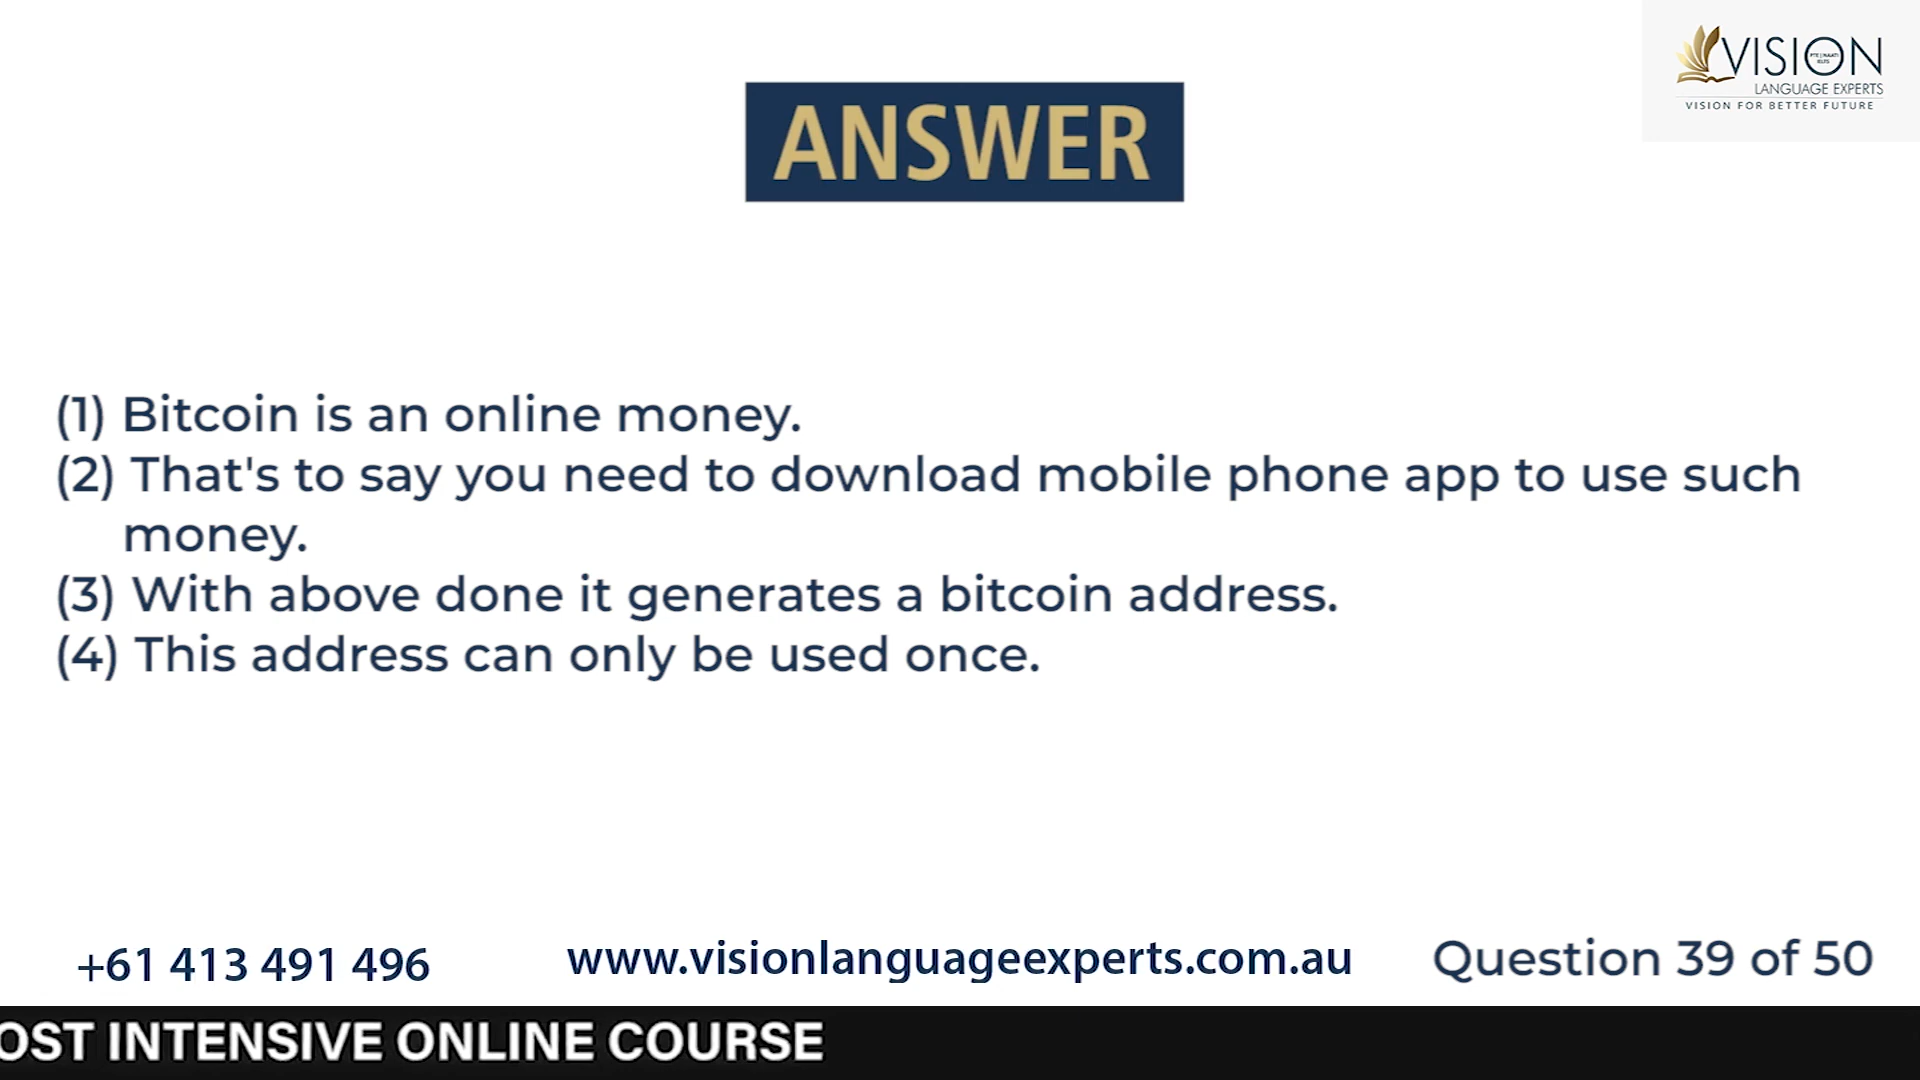 VISION
LANGUAGE EXPERTS
VISION FOR BETTER FUTURE
ANSWER
(1) Bitcoin is an online money.
(2) That's to say you need to download mobile phone app to use such
money.
(3) With above done it generates a bitcoin address.
(4) This address can only be used once.
+61 413 491 496
www.visionlanguageexperts.com.au
Question 39 of 50
OST INTENSIVE ONLINE COURSE